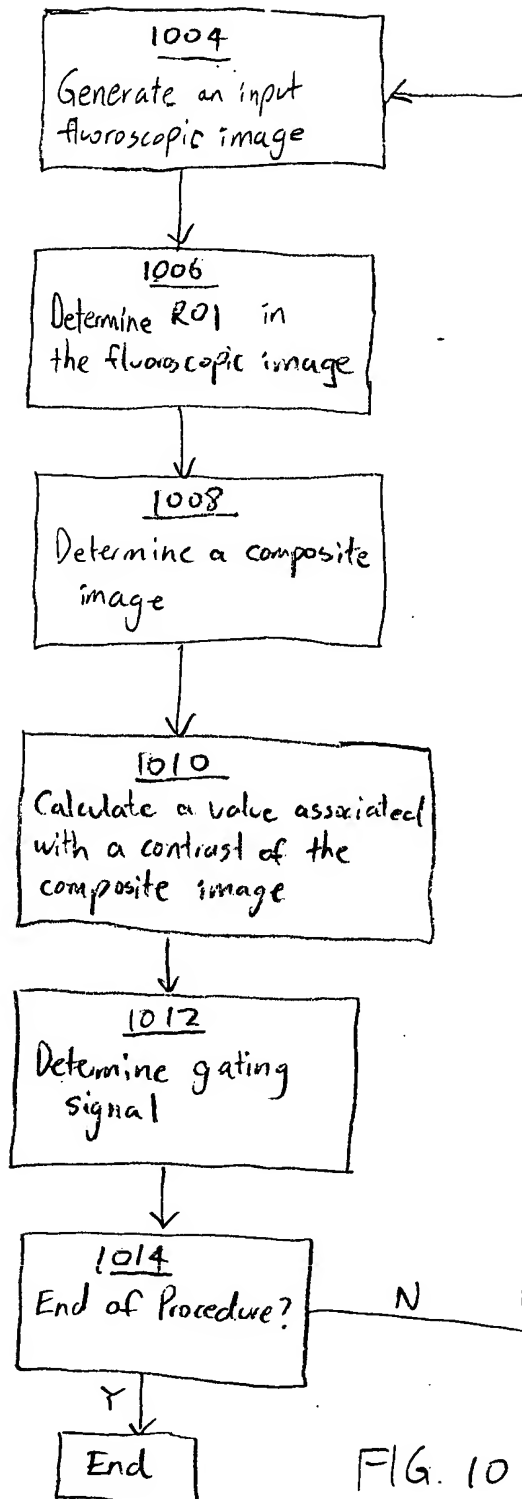 1004
Generate an input
fluoroscopic image
1006
Determine ROI in
the fluoroscopic image
1008
Determine a composite
image
1010
Calculate a value associated
with a contrast of the
composite image
1012
Determine gating
signal
1014
End of Procedure?
N
Y
End
FIG. 10